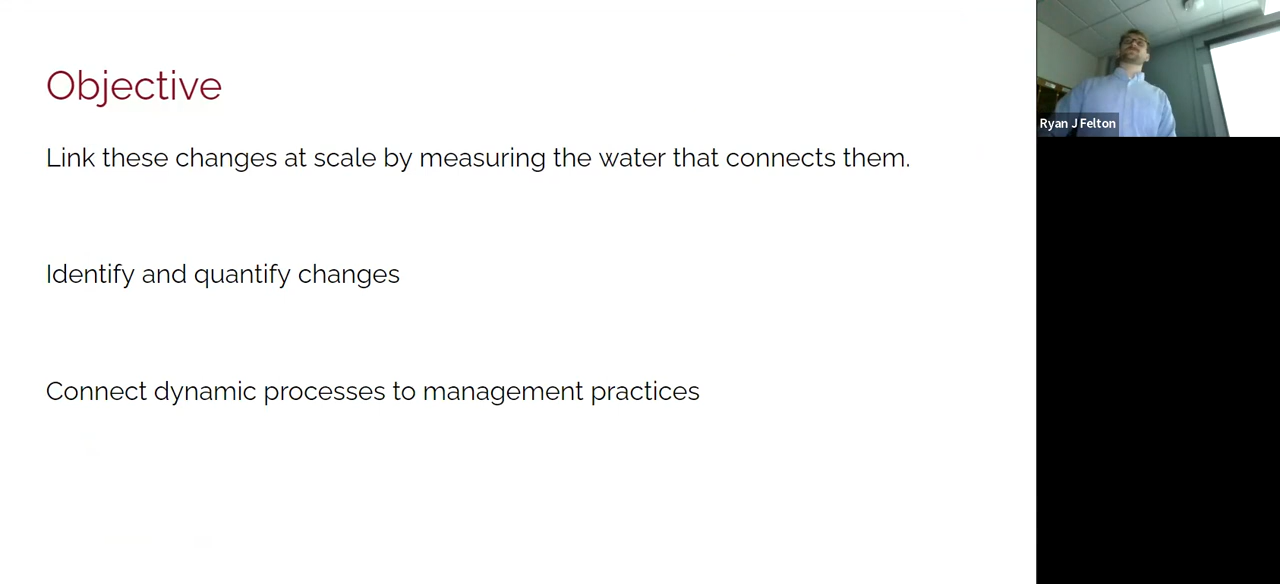 Objective
Link these changes at scale by measuring the water that connects them.
Identify and quantify changes
Connect dynamic processes to management practices
Ryan J Felton